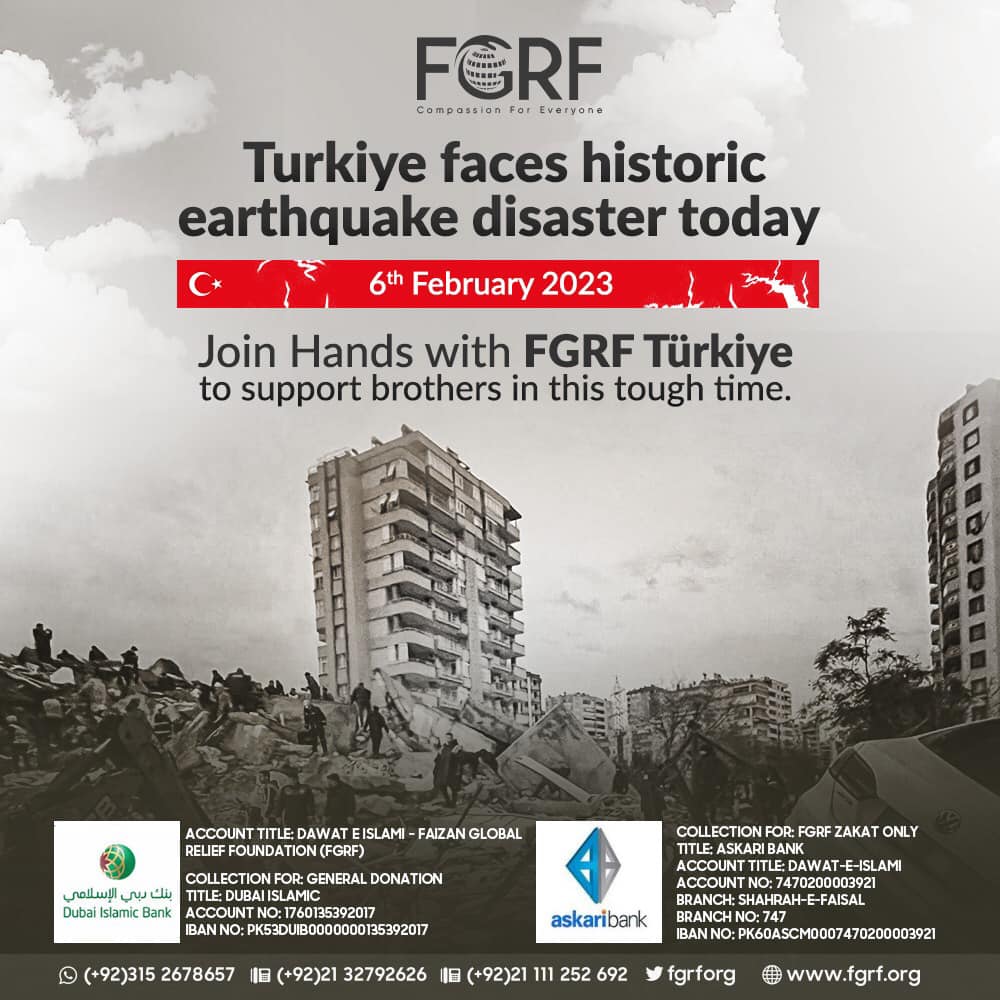 FGRF
Compassion For Everyone
Turkiye faces historic
earthquake disaster today
6th February 2023
Join Hands with FGRF Türkiye
to support brothers in this tough time.
بنك دبي الإسلامي
Dubai Islamic Bank
ACCOUNT TITLE: DAWAT E ISLAMI - FAIZAN GLOBAL
RELIEF FOUNDATION (FGRF)
COLLECTION FOR: GENERAL DONATION
TITLE: DUBAI ISLAMIC
ACCOUNT NO: 1760135392017
IBAN NO: PK53DUIB0000000135392017
askaribank
COLLECTION FOR: FGRF ZAKAT ONLY
TITLE: ASKARI BANK
ACCOUNT TITLE: DAWAT-E-ISLAMI
ACCOUNT NO: 7470200003921
BRANCH: SHAHRAH-E-FAISAL
BRANCH NO: 747
IBAN NO: PK60ASCM0007470200003921
(+92)315 2678657 (+92)21 32792626 (+92)21 111 252 692 fgrforg www.fgrf.org